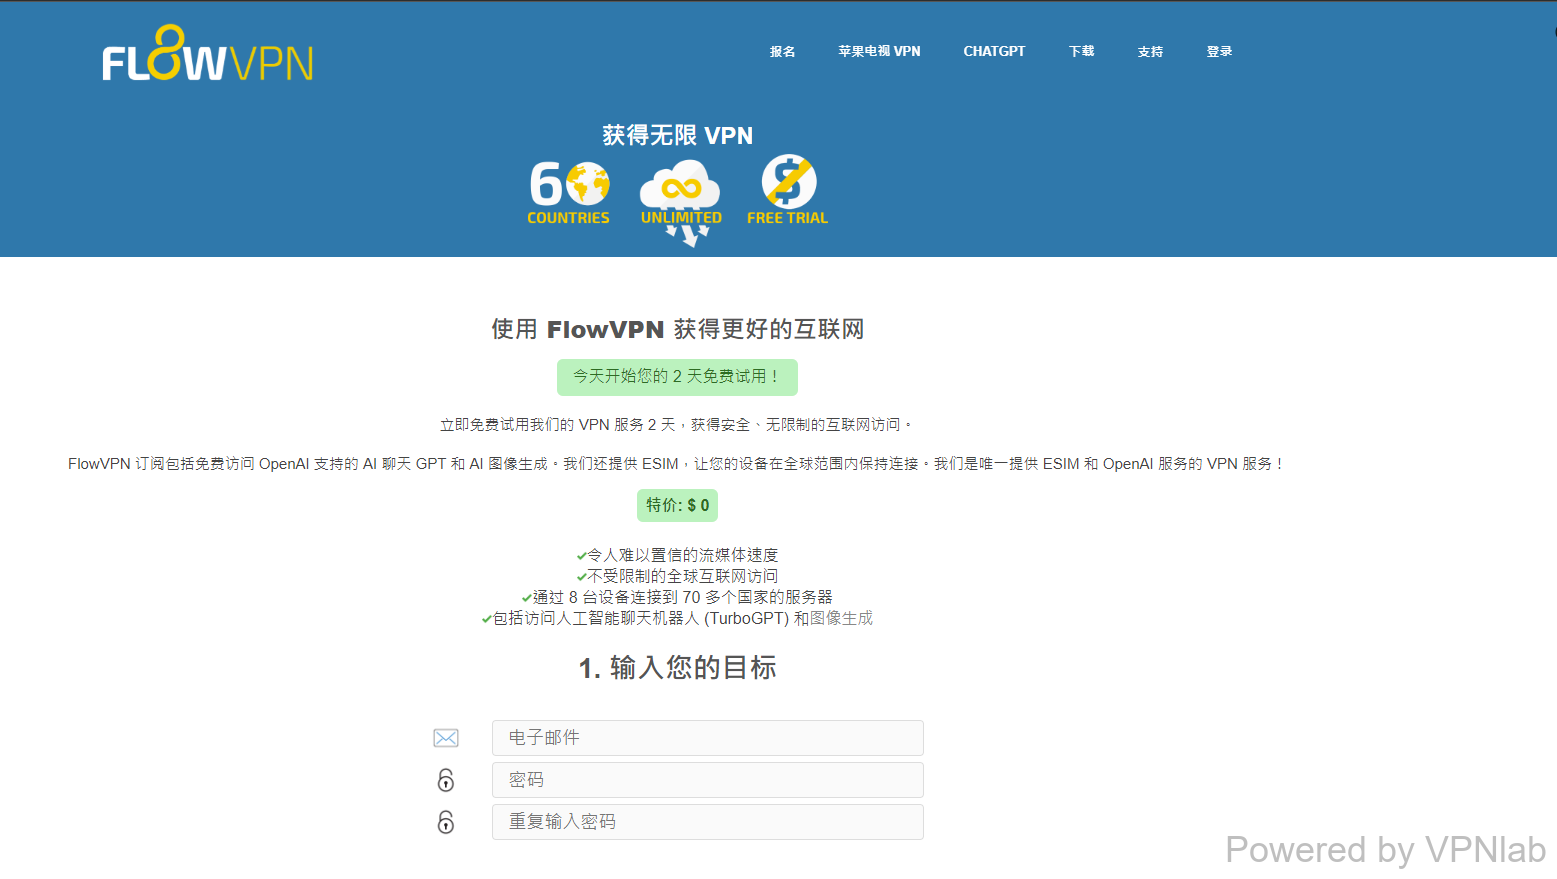 FLOWVPN
报名
苹果电视 VPN
CHATGPT
下载
支持
登录
获得无限 VPN
60
COUNTRIES
UNLIMITED
$
FREE TRIAL
使用 FlowVPN 获得更好的互联网
今天开始您的 2 天免费试用！
立即免费试用我们的 VPN 服务 2 天，获得安全、无限制的互联网访问。
FlowVPN 订阅包括免费访问 OpenAI 支持的 AI 聊天 GPT 和 AI 图像生成。我们还提供 ESIM，让您的设备在全球范围内保持连接。我们是唯一提供 ESIM 和 OpenAI 服务的 VPN 服务！
特价: $ 0
令人难以置信的流媒体速度
不受限制的全球互联网访问
通过 8 台设备连接到 70 多个国家的服务器
包括访问人工智能聊天机器人 (TurboGPT) 和图像生成
1. 输入您的目标
电子邮件
密码
重复输入密码
Powered by VPNlab